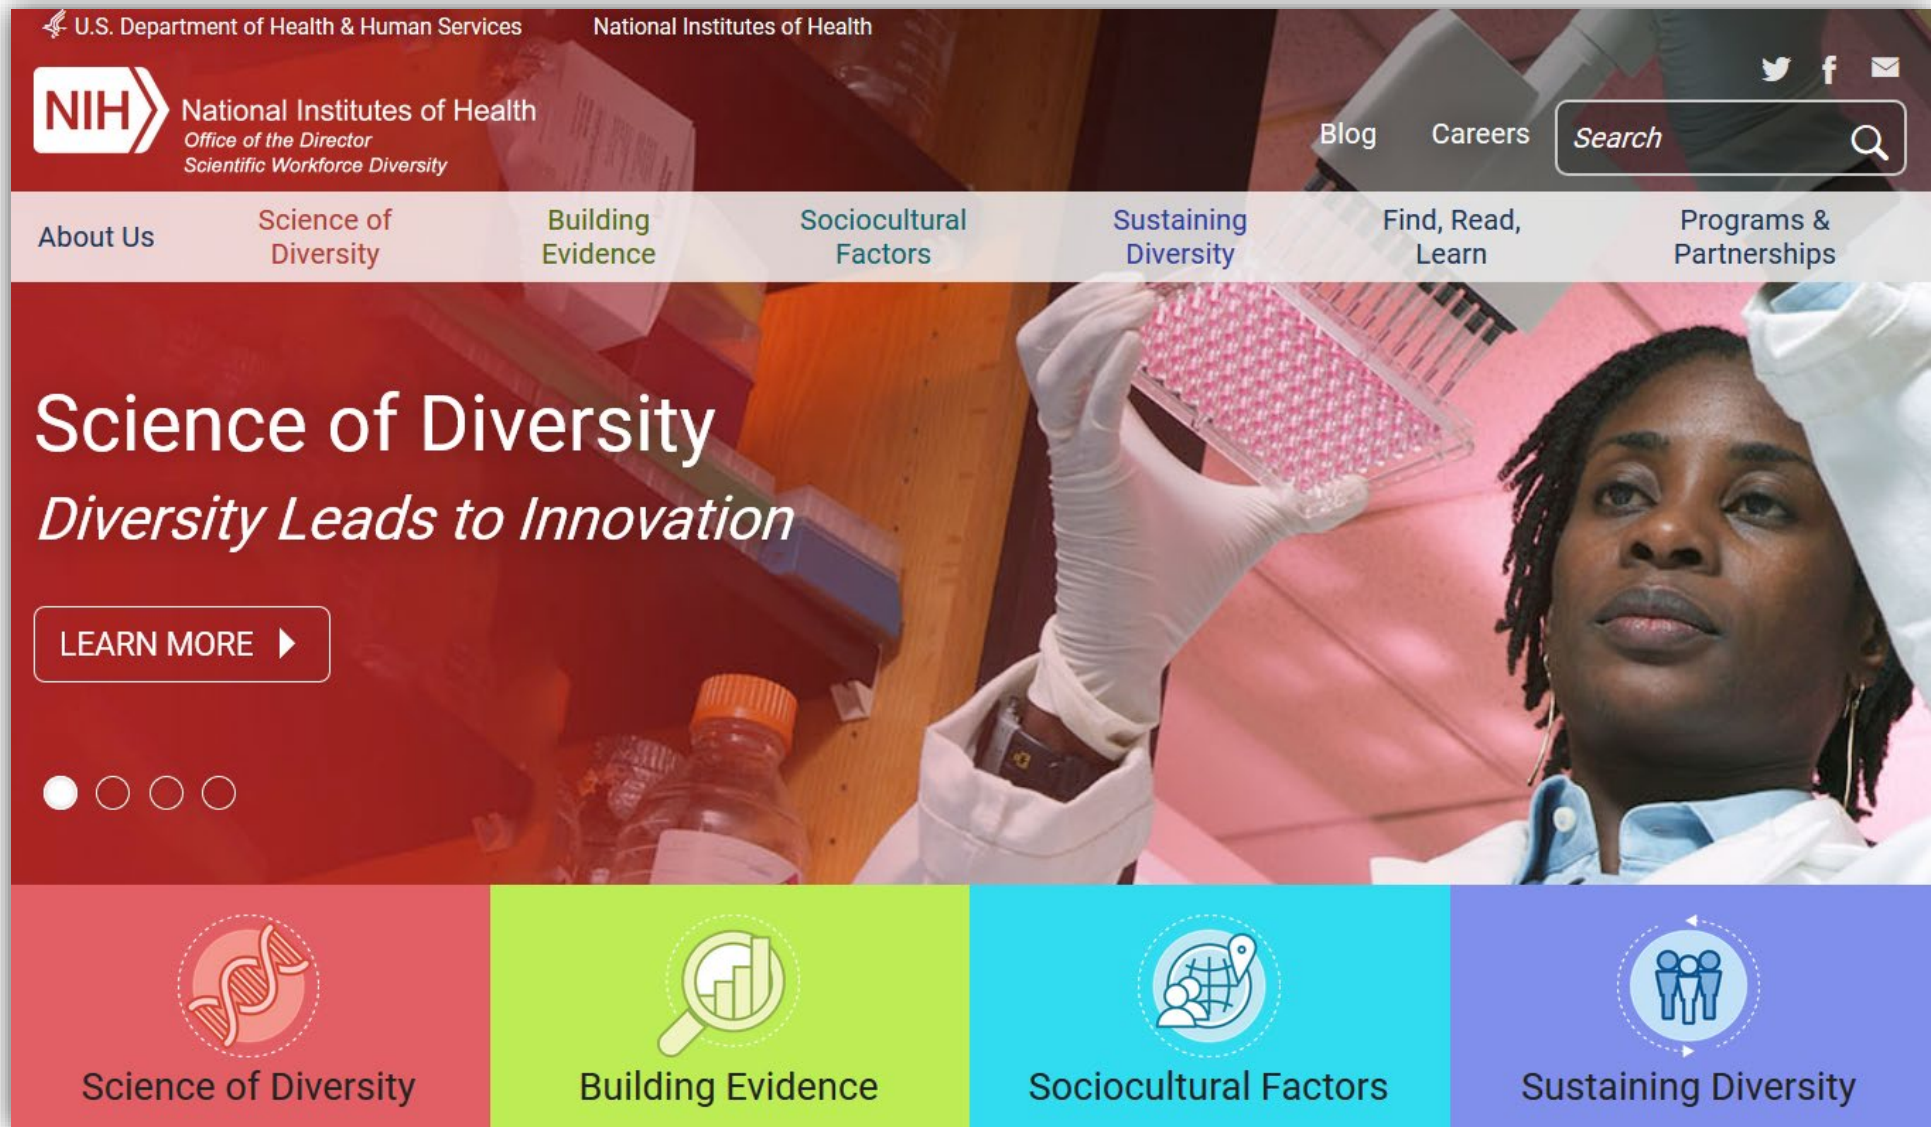 U.S. Department of Health & Human Services
National Institutes of Health
NIH
National Institutes of Health
Office of the Director
Scientific Workforce Diversity
Blog
Careers
Search
About Us
Science of
Diversity
Building
Evidence
Sociocultural
Factors
Sustaining
Diversity
Find, Read,
Learn
Programs &
Partnerships
Science of Diversity
Diversity Leads to Innovation
LEARN MORE
Science of Diversity
Building Evidence
Sociocultural Factors
Sustaining Diversity